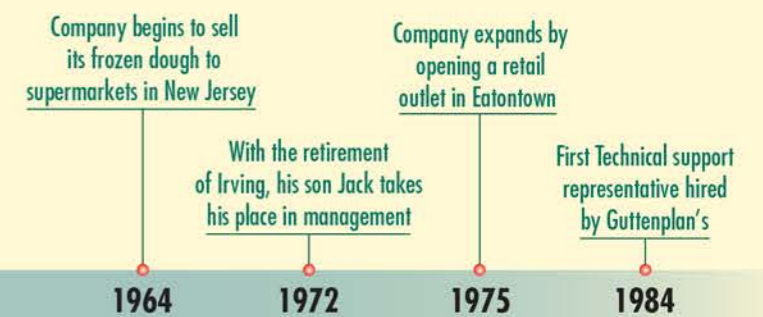 Company begins to sell
its frozen dough to
supermarkets in New Jersey
1964
With the retirement
of Irving, his son Jack takes
his place in management
1972
Company expands by
opening a retail
outlet in Eatontown
1975
First Technical support
representative hired
by Guttenplan's
1984